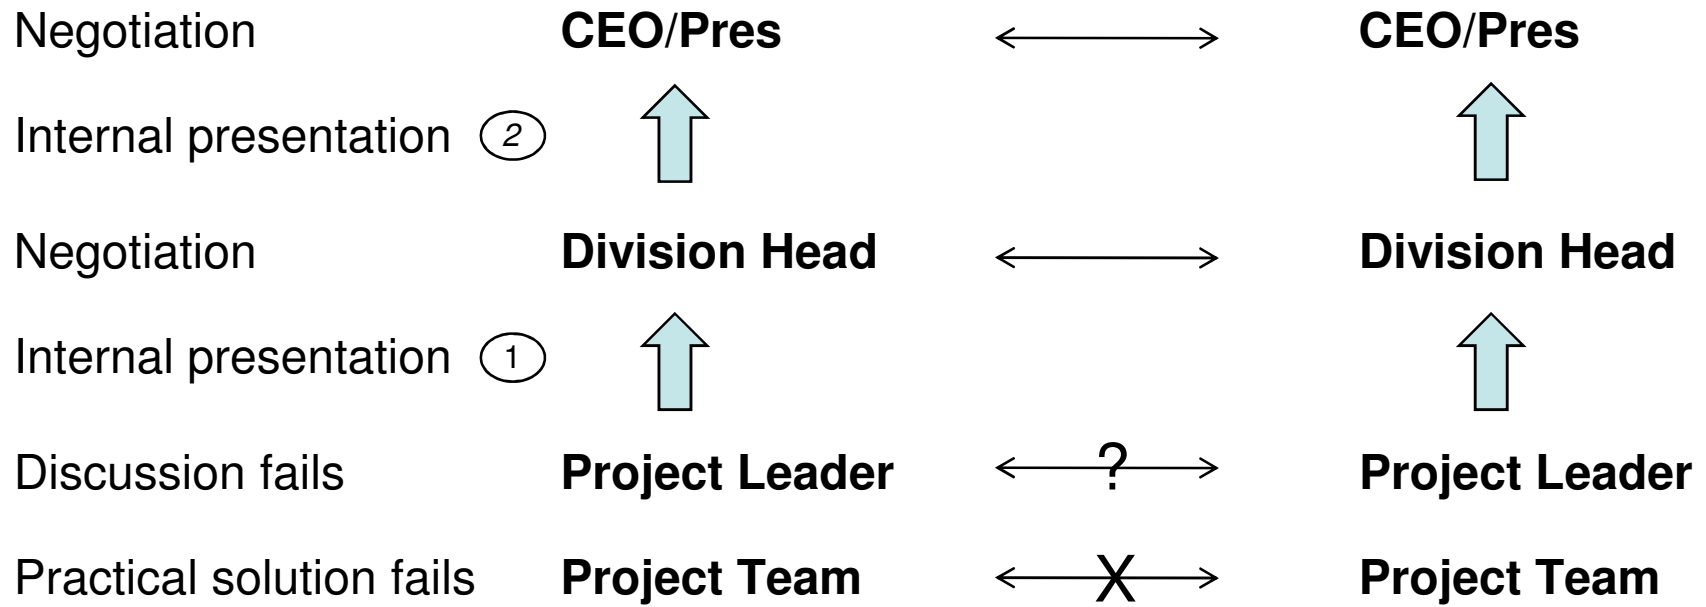 Negotiation CEO/Pres CEO/Pres
Internal presentation 2
Negotiation Division Head Division Head
Internal presentation 1
Discussion fails Project Leader ? Project Leader
Practical solution fails Project Team X Project Team